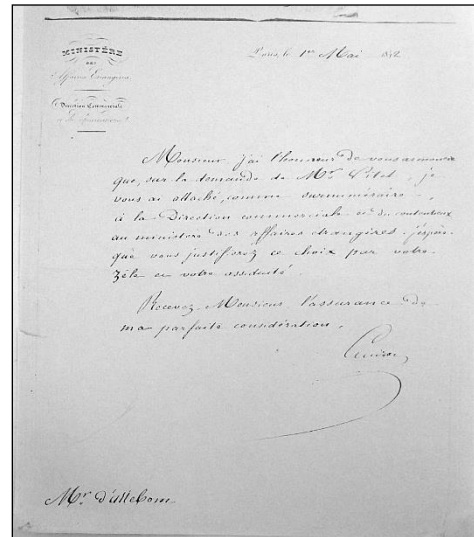 MINISTÈRE
DES
Affaires Etrangères
Direction Commerciale
Paris, le 1er Mai
Monsieur, j'ai l'honneur de vous annoncer
que, sur la demande de Mr , je
vous ai attaché, comme surnuméraire,
à la Direction commerciale et du contentieux
au ministère des affaires étrangères. j'espère
que vous justifierez ce choix par votre
zèle et votre assiduité
Recevez, Monsieur, l'assurance de
ma parfaite considération.
Mr.